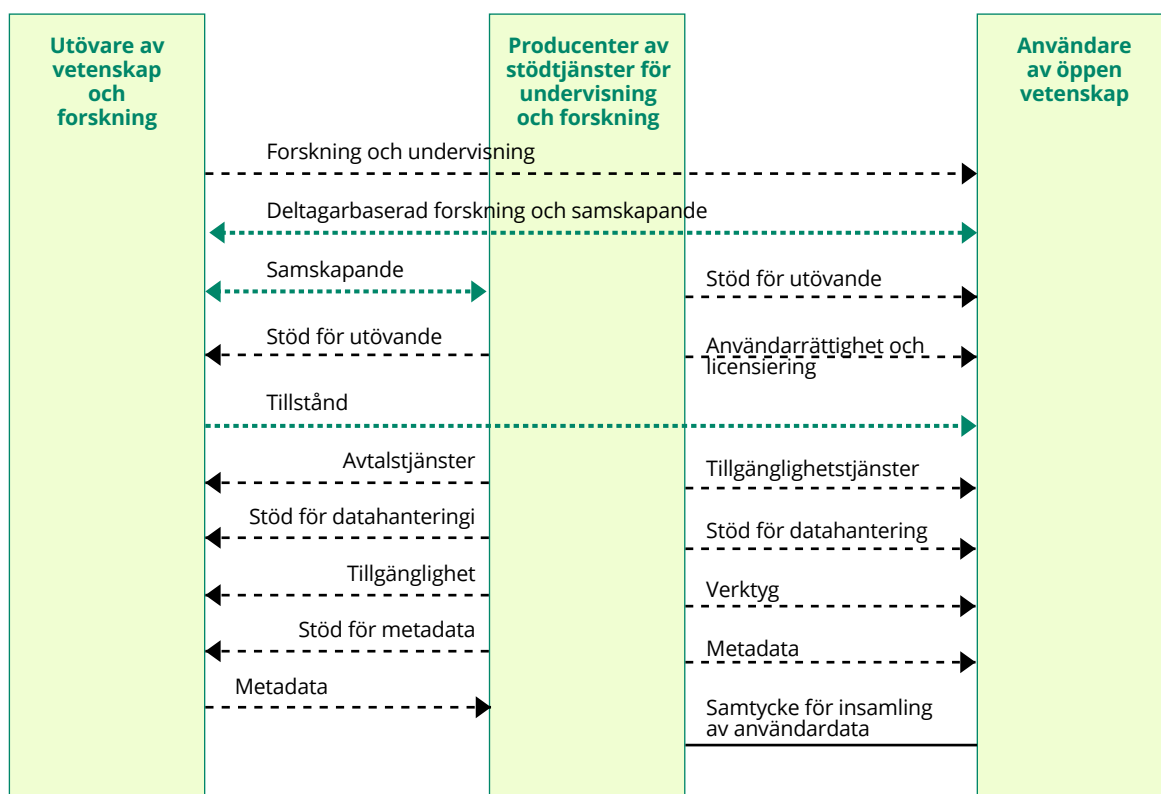 Utövare av
vetenskap
och
forskning
Producenter av
stödtjänster för
undervisning
och forskning
Användare
av öppen
vetenskap
Forskning och undervisning
Deltagarbaserad forskning och samskapande
Samskapande
Stöd för utövande
Stöd för utövande
Användarrättighet och
licensiering
Tillstånd
Avtalstjänster
Tillgänglighetstjänster
Stöd för datahanteringi
Stöd för datahantering
Tillgänglighet
Verktyg
Stöd för metadata
Metadata
Metadata
Samtycke för insamling
av användardata